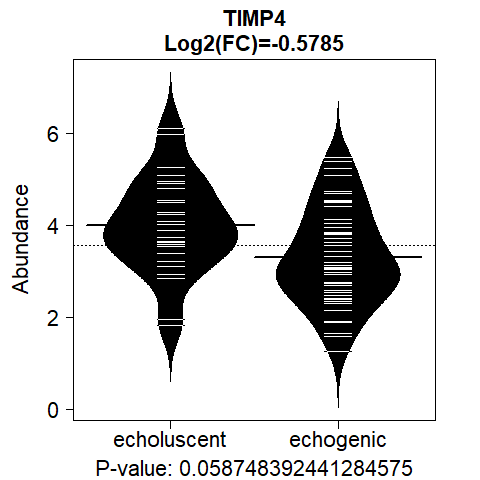 TIMP4
Log2(FC)=-0.5785
Abundance
6
4
2
0
echoluscent echogenic
P-value: 0.058748392441284575